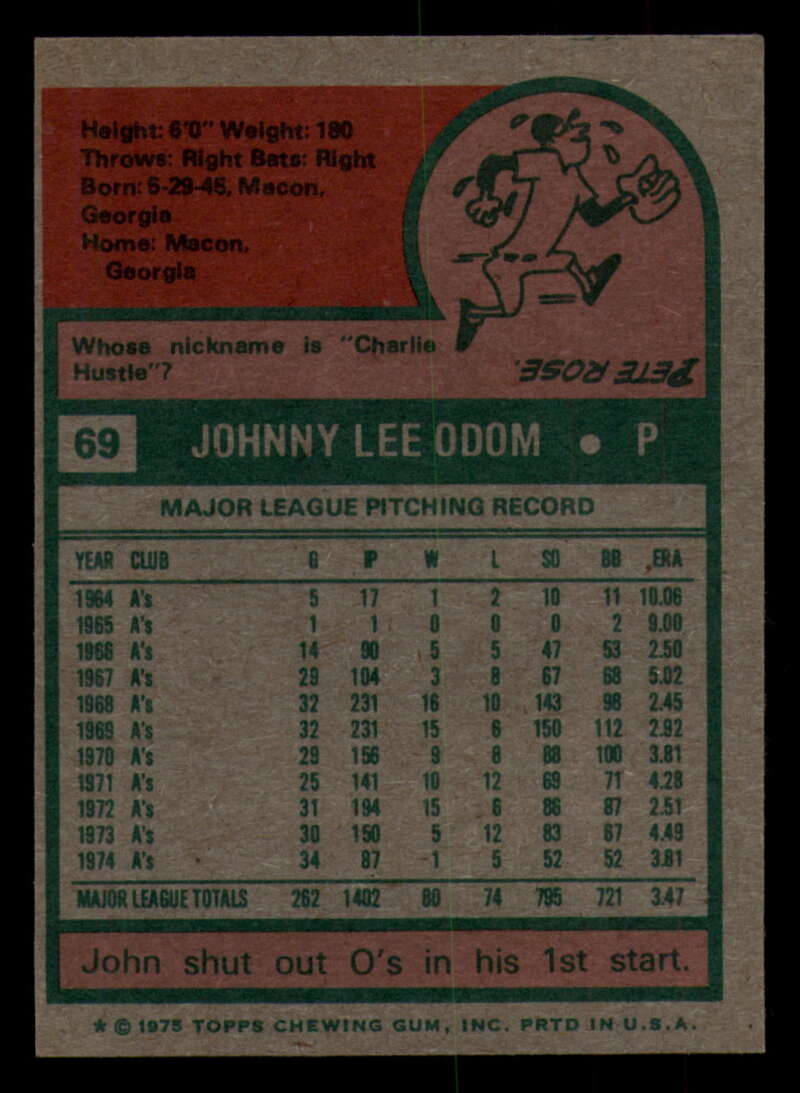 Height: 6'0" Weight: 180
Throws: Right Bats: Right
Born: 5-29-45, Macon,
Georgia
Home: Macon,
Georgia
Whose nickname is "Charlie
Hustle"?
PETE ROSE.
69 JOHNNY LEE ODOM • P
MAJOR LEAGUE PITCHING RECORD
YEAR CLUB G IP W L SO BB ERA
1964 A's 5 17 1 2 10 11 10.06
1965 A's 1 1 0 0 0 2 9.00
1966 A's 14 90 5 5 47 53 2.50
1967 A's 29 104 3 8 67 68 5.02
1968 A's 32 231 16 10 143 98 2.45
1969 A's 32 231 15 6 150 112 2.92
1970 A's 29 156 9 8 88 100 3.81
1971 A's 25 141 10 12 69 71 4.28
1972 A's 31 194 15 6 86 87 2.51
1973 A's 30 150 5 12 83 67 4.49
1974 A's 34 87 1 5 52 52 3.81
MAJOR LEAGUE TOTALS 262 1402 80 74 795 721 3.47
John shut out O's in his 1st start.
* © 1975 TOPPS CHEWING GUM, INC. PRTD IN U.S.A.